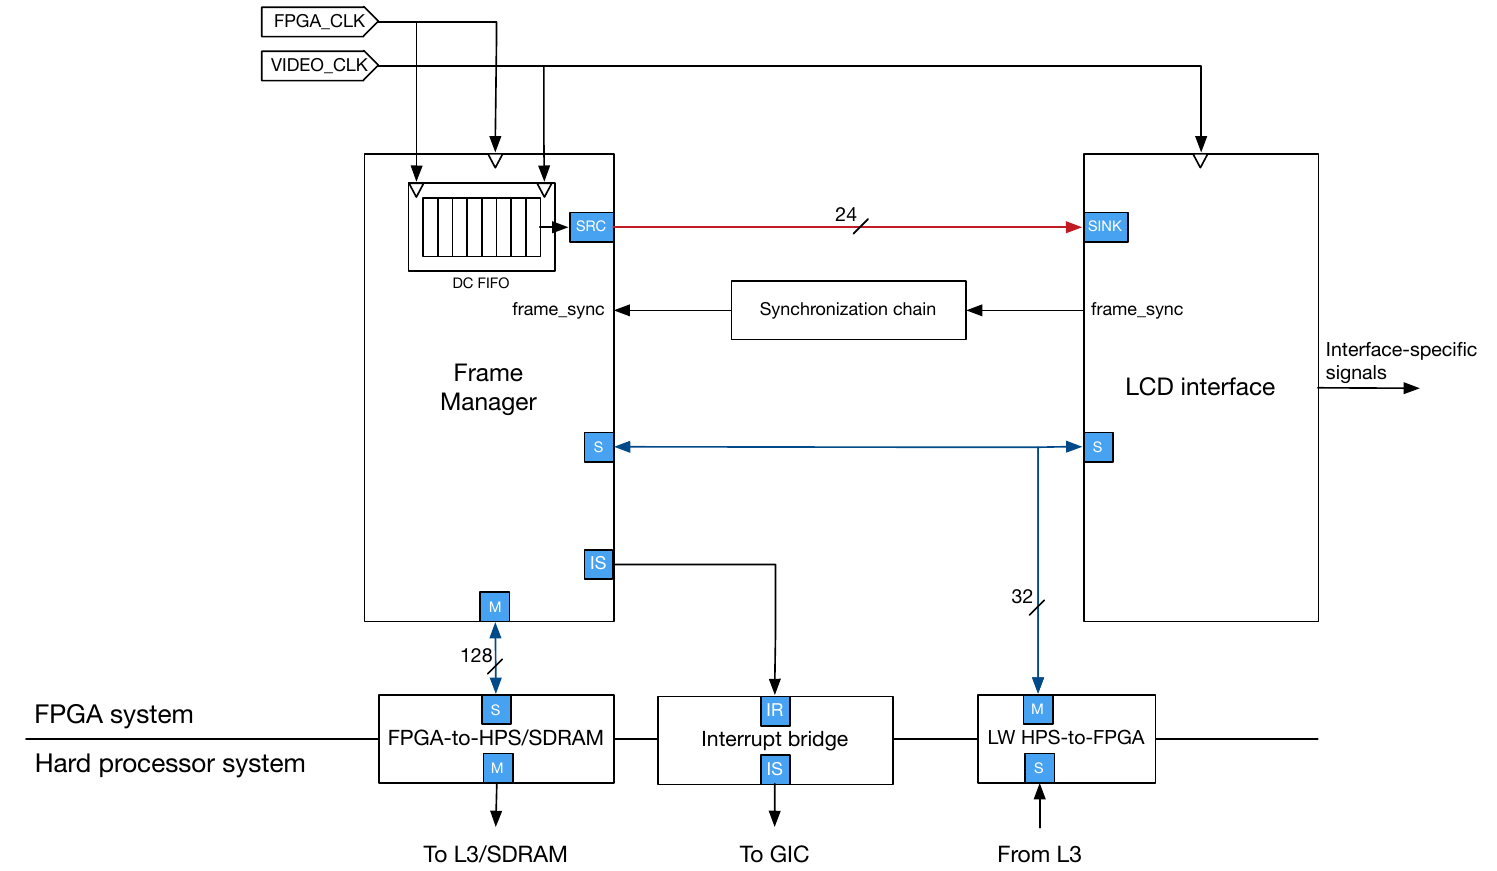 FPGA_CLK
VIDEO_CLK
SRC
24
SINK
DC FIFO
frame_sync
Synchronization chain
frame_sync
Frame
Manager
LCD interface
Interface-specific
signals
S
S
IS
M
32
128
FPGA system
S
FPGA-to-HPS/SDRAM
M
IR
Interrupt bridge
IS
M
LW HPS-to-FPGA
S
Hard processor system
To L3/SDRAM
To GIC
From L3